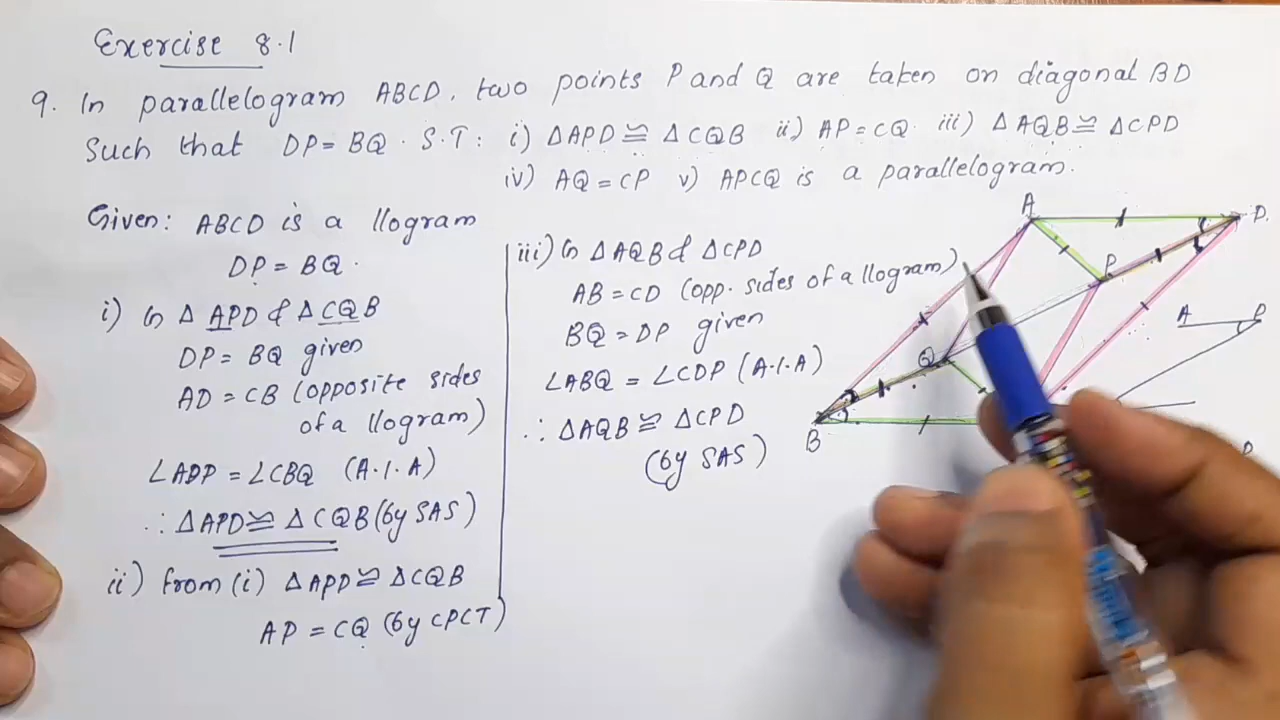 Exercise 8.1
9. In parallelogram ABCD, two points P and Q are taken on diagonal BD
Such that DP = BQ. S.T: i) ΔAPD ≅ ΔCQB ii) AP = CQ. iii) ΔAQB ≅ ΔCPD
iv) AQ = CP v) APCQ is a parallelogram.
Given: ABCD is a llogram
DP = BQ.
i) In Δ APD & Δ CQB
DP = BQ given
AD = CB (opposite sides
of a llogram)
∠ADP = ∠CBQ (A.I.A)
∴ ΔAPD ≅ ΔCQB (by SAS)
ii) from (i) ΔAPD ≅ ΔCQB
AP = CQ (by CPCT)
iii) In ΔAQB & ΔCPD
AB = CD (opp. sides of a llogram)
BQ = DP given
∠ABQ = ∠CDP (A.I.A)
∴ ΔAQB ≅ ΔCPD
(by SAS)
A
D.
P
Q
B
A
D